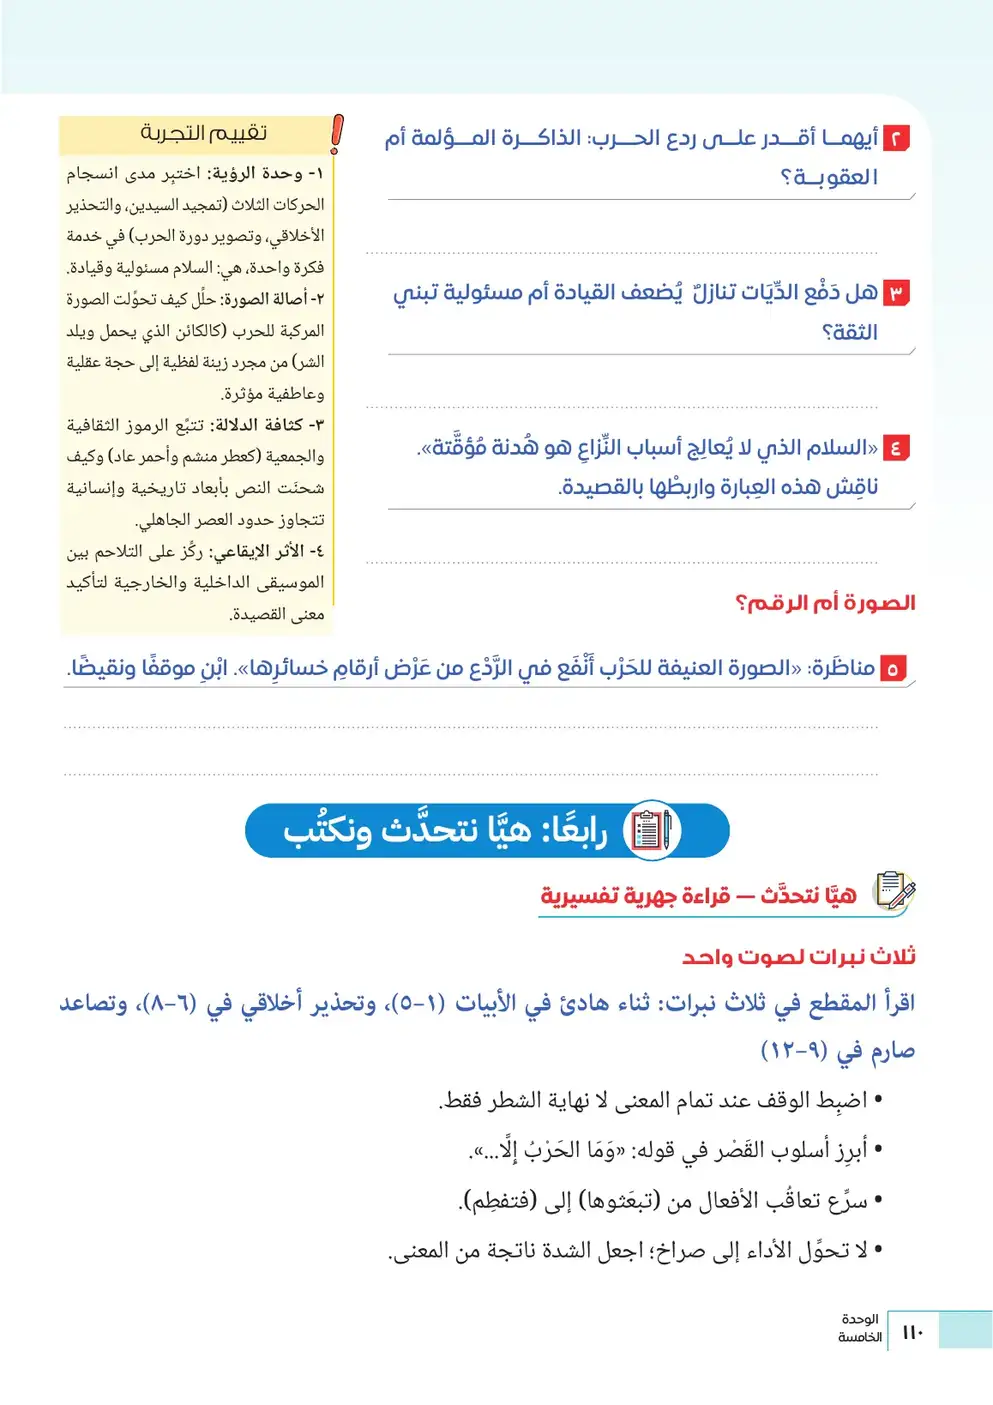 ٢ أيهمـا أقـدر علـى ردع الحـرب: الذاكـرة المـؤلمة أم
العقوبـة؟
٣ هل دَفْع الدِّيَات تنازلٌ يُضعف القيادة أم مسئولية تبني
الثقة؟
٤ «السلام الذي لا يُعالِج أسباب النِّزاعِ هو هُدنة مُؤقَّتة».
ناقِش هذه العِبارة واربطْها بالقصيدة.
الصورة أم الرقم؟
تقييم التجربة
١- وحدة الرؤية: اختبِر مدى انسجام
الحركات الثلاث (تمجيد السيدين، والتحذير
الأخلاقي، وتصوير دورة الحرب) في خدمة
فكرة واحدة، هي: السلام مسئولية وقيادة.
٢- أصالة الصورة: حلِّل كيف تحوَّلت الصورة
المركبة للحرب (كالكائن الذي يحمل ويلد
الشر) من مجرد زينة لفظية إلى حجة عقلية
وعاطفية مؤثرة.
٣- كثافة الدلالة: تتبَّع الرموز الثقافية
والجمعية (كعطر منشم وأحمر عاد) وكيف
شحنَت النص بأبعاد تاريخية وإنسانية
تتجاوز حدود العصر الجاهلي.
٤- الأثر الإيقاعي: ركِّز على التلاحم بين
الموسيقى الداخلية والخارجية لتأكيد
معنى القصيدة.
٥ مناظَرة: «الصورة العنيفة للحَرْب أَنْفَع في الرَّدْع من عَرْض أرقامِ خسائرِها». ابْنِ موقفًا ونقيضًا.
رابعًا: هيَّا نتحدَّث ونكتُب
هيَّا نتحدَّث — قراءة جهرية تفسيرية
ثلاث نبرات لصوت واحد
اقرأ المقطع في ثلاث نبرات: ثناء هادئ في الأبيات (١-٥)، وتحذير أخلاقي في (٦-٨)، وتصاعد
صارم في (٩-١٢)
• اضبِط الوقف عند تمام المعنى لا نهاية الشطر فقط.
• أبرِز أسلوب القَصْر في قوله: «وَمَا الحَرْبُ إلَّا...».
• سرِّع تعاقُب الأفعال من (تبعَثوها) إلى (فتفطِم).
• لا تحوِّل الأداء إلى صراخ؛ اجعل الشدة ناتجة من المعنى.
الوحدة
الخامسة
١١٠